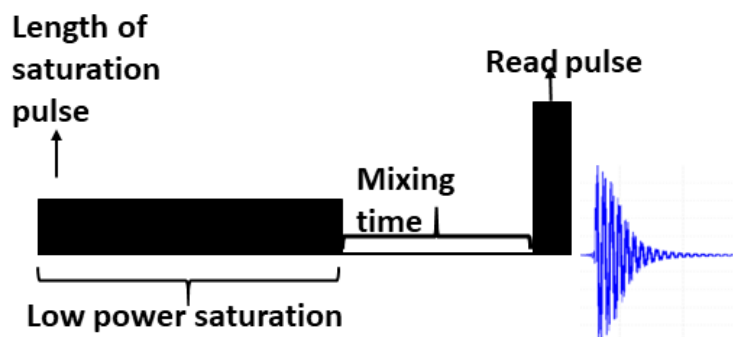 Length of
saturation
pulse
Read pulse
Mixing
time
Low power saturation